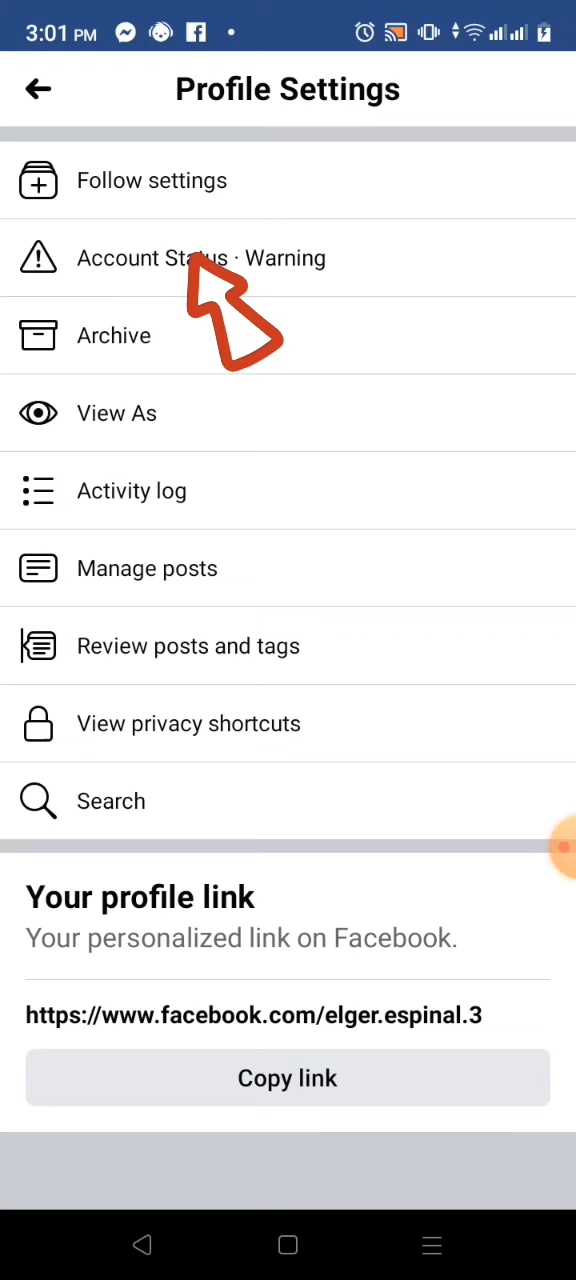 3:01 PM
Profile Settings
Follow settings
Account Status · Warning
Archive
View As
Activity log
Manage posts
Review posts and tags
View privacy shortcuts
Search
Your profile link
Your personalized link on Facebook.
https://www.facebook.com/elger.espinal.3
Copy link